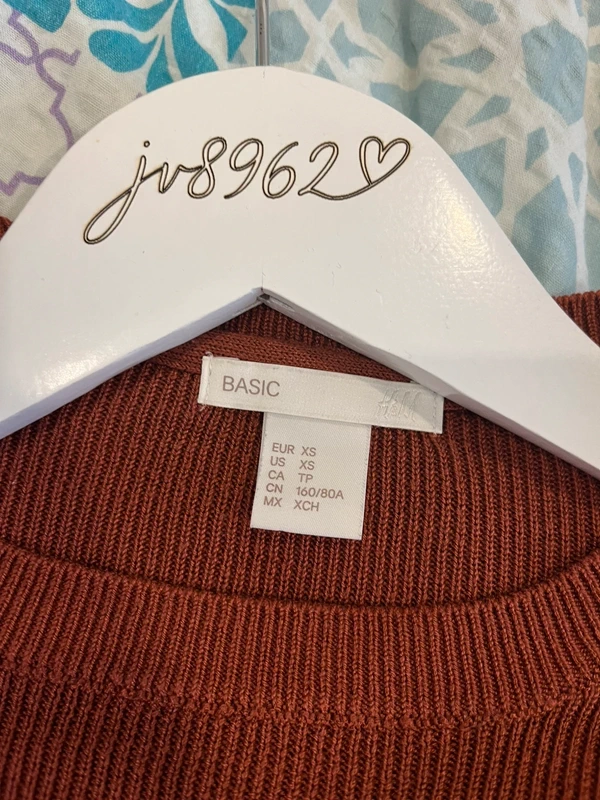 jv8962♡
BASIC H&M
EUR XS
US XS
CA TP
CN 160/80A
MX XCH